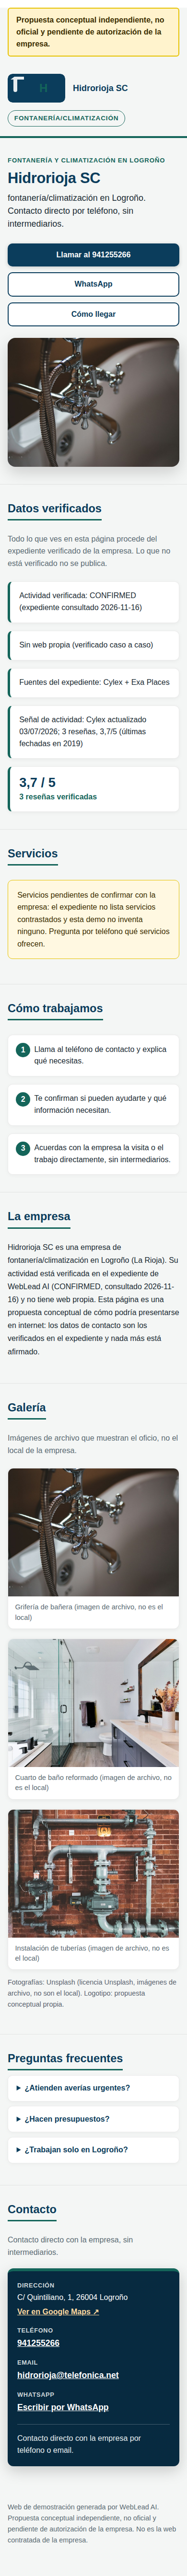 Propuesta conceptual independiente, no
oficial y pendiente de autorización de la
empresa.
H
Hidrorioja SC
FONTANERÍA/CLIMATIZACIÓN
FONTANERÍA Y CLIMATIZACIÓN EN LOGROÑO
Hidrorioja SC
fontanería/climatización en Logroño.
Contacto directo por teléfono, sin
intermediarios.
Llamar al 941255266
WhatsApp
Cómo llegar
Datos verificados
Todo lo que ves en esta página procede del
expediente verificado de la empresa. Lo que no
está verificado no se publica.
Actividad verificada: CONFIRMED
(expediente consultado 2026-11-16)
Sin web propia (verificado caso a caso)
Fuentes del expediente: Cylex + Exa Places
Señal de actividad: Cylex actualizado
03/07/2026; 3 reseñas, 3,7/5 (últimas
fechadas en 2019)
3,7 / 5
3 reseñas verificadas
Servicios
Servicios pendientes de confirmar con la
empresa: el expediente no lista servicios
contrastados y esta demo no inventa
ninguno. Pregunta por teléfono qué servicios
ofrecen.
Cómo trabajamos
1 Llama al teléfono de contacto y explica
qué necesitas.
2 Te confirman si pueden ayudarte y qué
información necesitan.
3 Acuerdas con la empresa la visita o el
trabajo directamente, sin intermediarios.
La empresa
Hidrorioja SC es una empresa de
fontanería/climatización en Logroño (La Rioja). Su
actividad está verificada en el expediente de
WebLead AI (CONFIRMED, consultado 2026-11-
16) y no tiene web propia. Esta página es una
propuesta conceptual de cómo podría presentarse
en internet: los datos de contacto son los
verificados en el expediente y nada más está
afirmado.
Galería
Imágenes de archivo que muestran el oficio, no el
local de la empresa.
Grifería de bañera (imagen de archivo, no es el
local)
Cuarto de baño reformado (imagen de archivo, no
es el local)
Instalación de tuberías (imagen de archivo, no es
el local)
Fotografías: Unsplash (licencia Unsplash, imágenes de
archivo, no son el local). Logotipo: propuesta
conceptual propia.
Preguntas frecuentes
¿Atienden averías urgentes?
¿Hacen presupuestos?
¿Trabajan solo en Logroño?
Contacto
Contacto directo con la empresa, sin
intermediarios.
DIRECCIÓN
C/ Quintiliano, 1, 26004 Logroño
Ver en Google Maps ↗
TELÉFONO
941255266
EMAIL
hidrorioja@telefonica.net
WHATSAPP
Escribir por WhatsApp
Contacto directo con la empresa por
teléfono o email.
Web de demostración generada por WebLead AI.
Propuesta conceptual independiente, no oficial y
pendiente de autorización de la empresa. No es la web
contratada de la empresa.